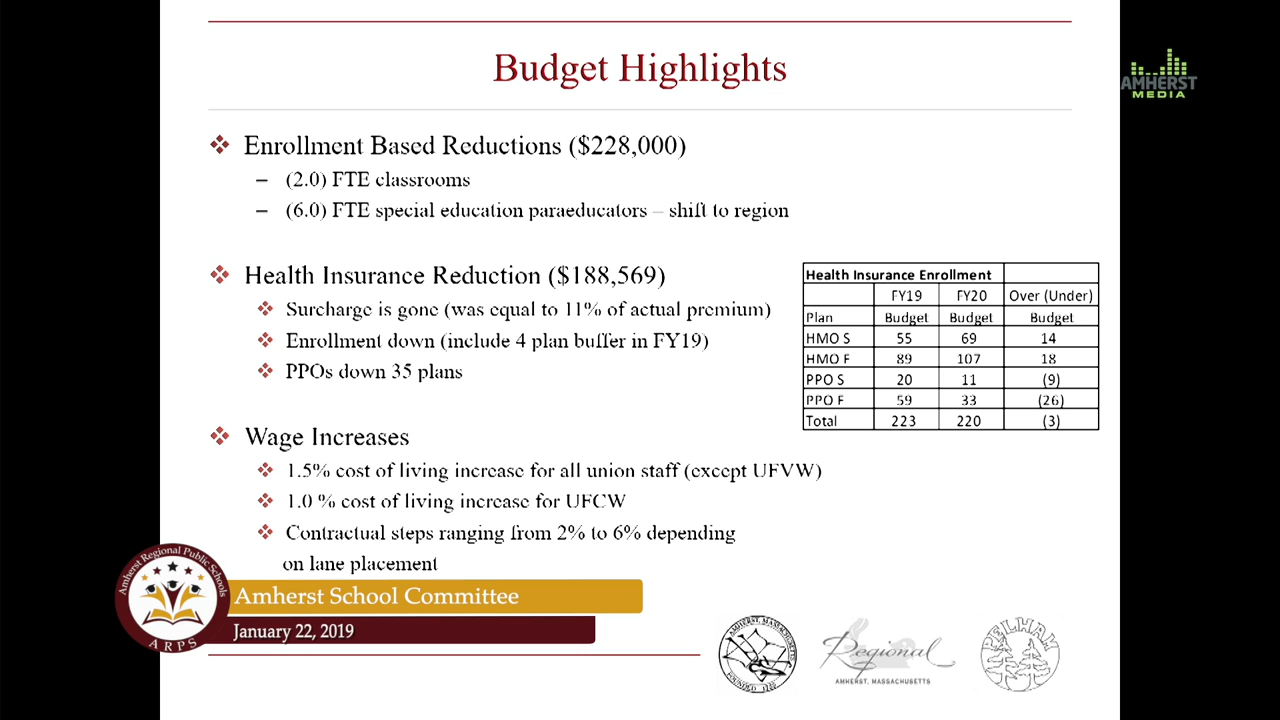 Budget Highlights
AMHERST
MEDIA
❖ Enrollment Based Reductions ($228,000)
– (2.0) FTE classrooms
– (6.0) FTE special education paraeducators – shift to region
❖ Health Insurance Reduction ($188,569)
❖ Surcharge is gone (was equal to 11% of actual premium)
❖ Enrollment down (include 4 plan buffer in FY19)
❖ PPOs down 35 plans
Health Insurance Enrollment
FY19 FY20 Over (Under)
Plan Budget Budget Budget
HMO S 55 69 14
HMO F 89 107 18
PPO S 20 11 (9)
PPO F 59 33 (26)
Total 223 220 (3)
❖ Wage Increases
❖ 1.5% cost of living increase for all union staff (except UFVW)
❖ 1.0 % cost of living increase for UFCW
❖ Contractual steps ranging from 2% to 6% depending
on lane placement
Amherst Regional Public Schools
ARPS
Amherst School Committee
January 22, 2019
AMHERST, MASSACHUSETTS
FOUNDED
Regional
AMHERST, MASSACHUSETTS
PELHAM